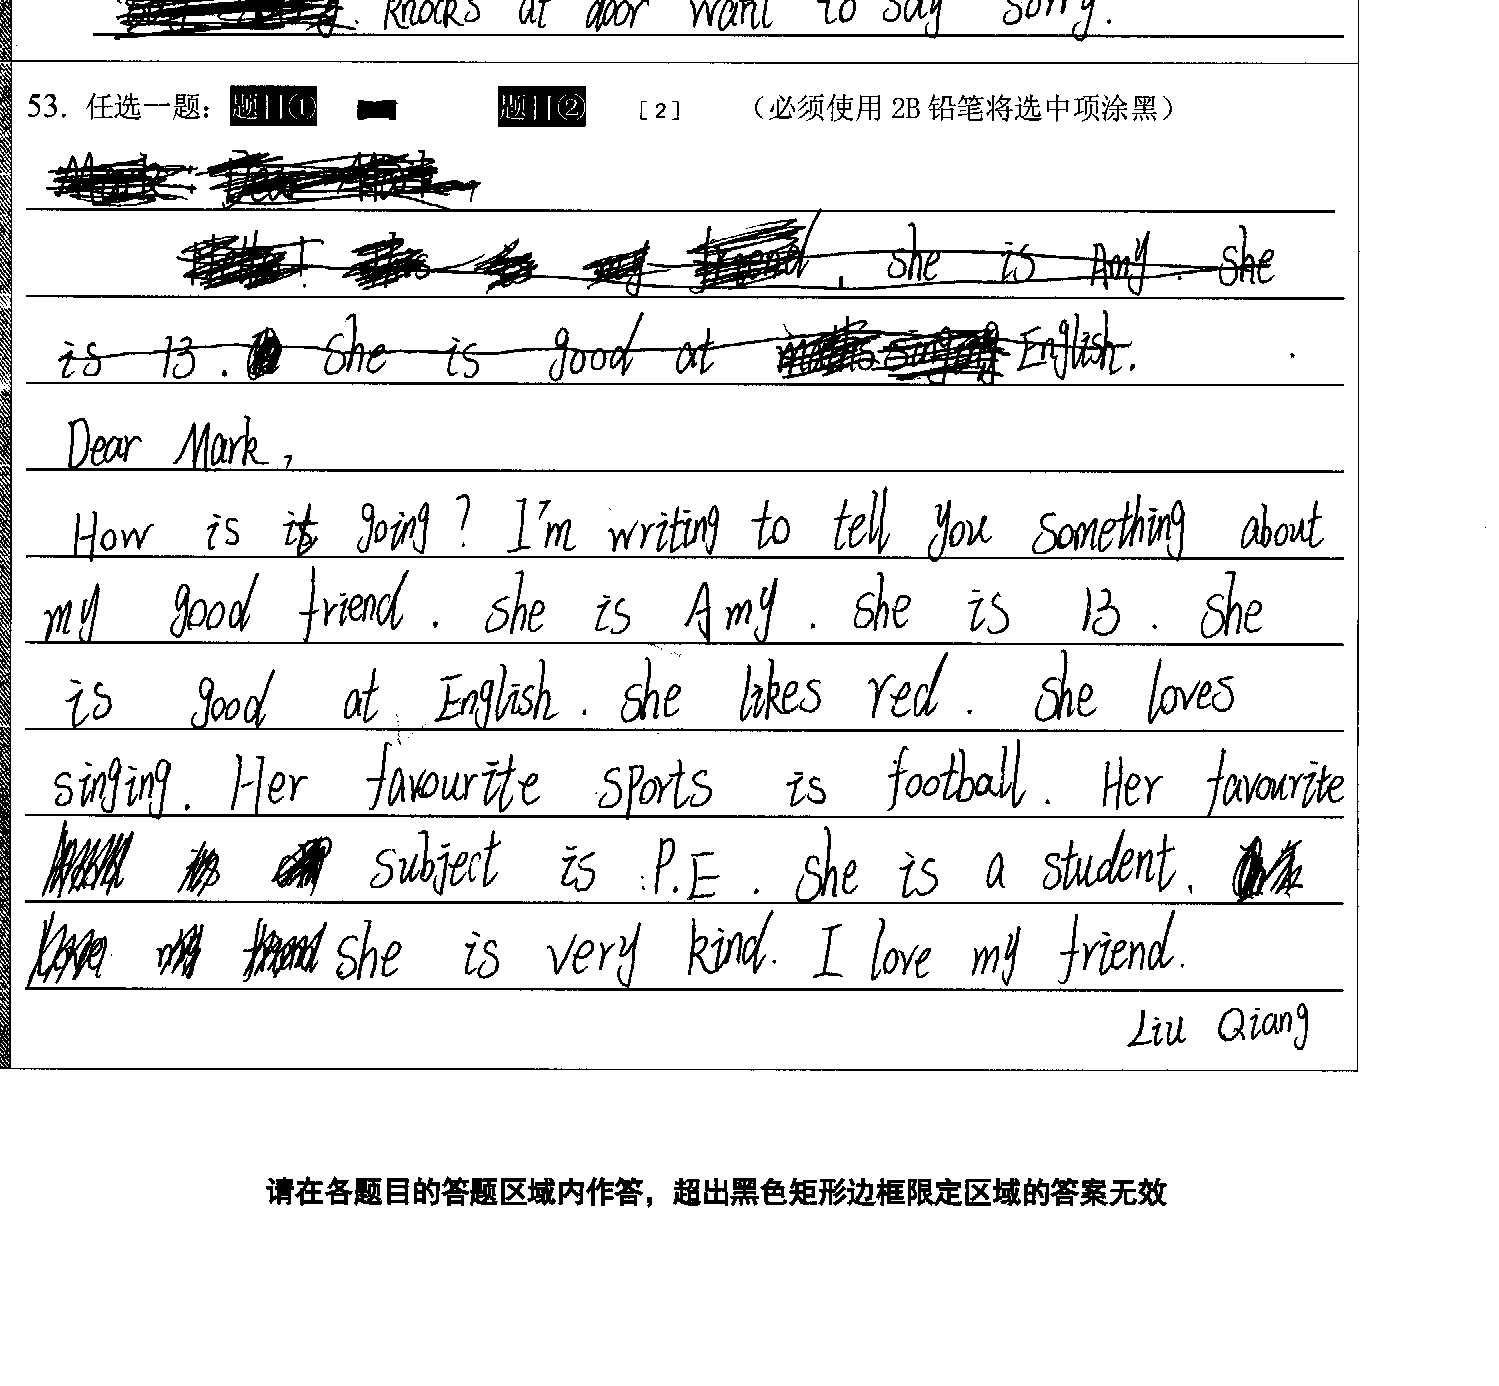 knocks at door want to say sorry.
53. 任选一题： 题目① 题目② [2] （必须使用 2B 铅笔将选中项涂黑）
Dear Mark,
friend, she is Amy. she
is 13. she is good at English.
Dear Mark,
How is it going? I'm writing to tell you something about
my good friend. she is Amy. she is 13. she
is good at English. she likes red. she loves
singing. Her favourite sports is football. Her favourite
subject is P.E. she is a student.
she is very kind. I love my friend.
Liu Qiang
请在各题目的答题区域内作答，超出黑色矩形边框限定区域的答案无效